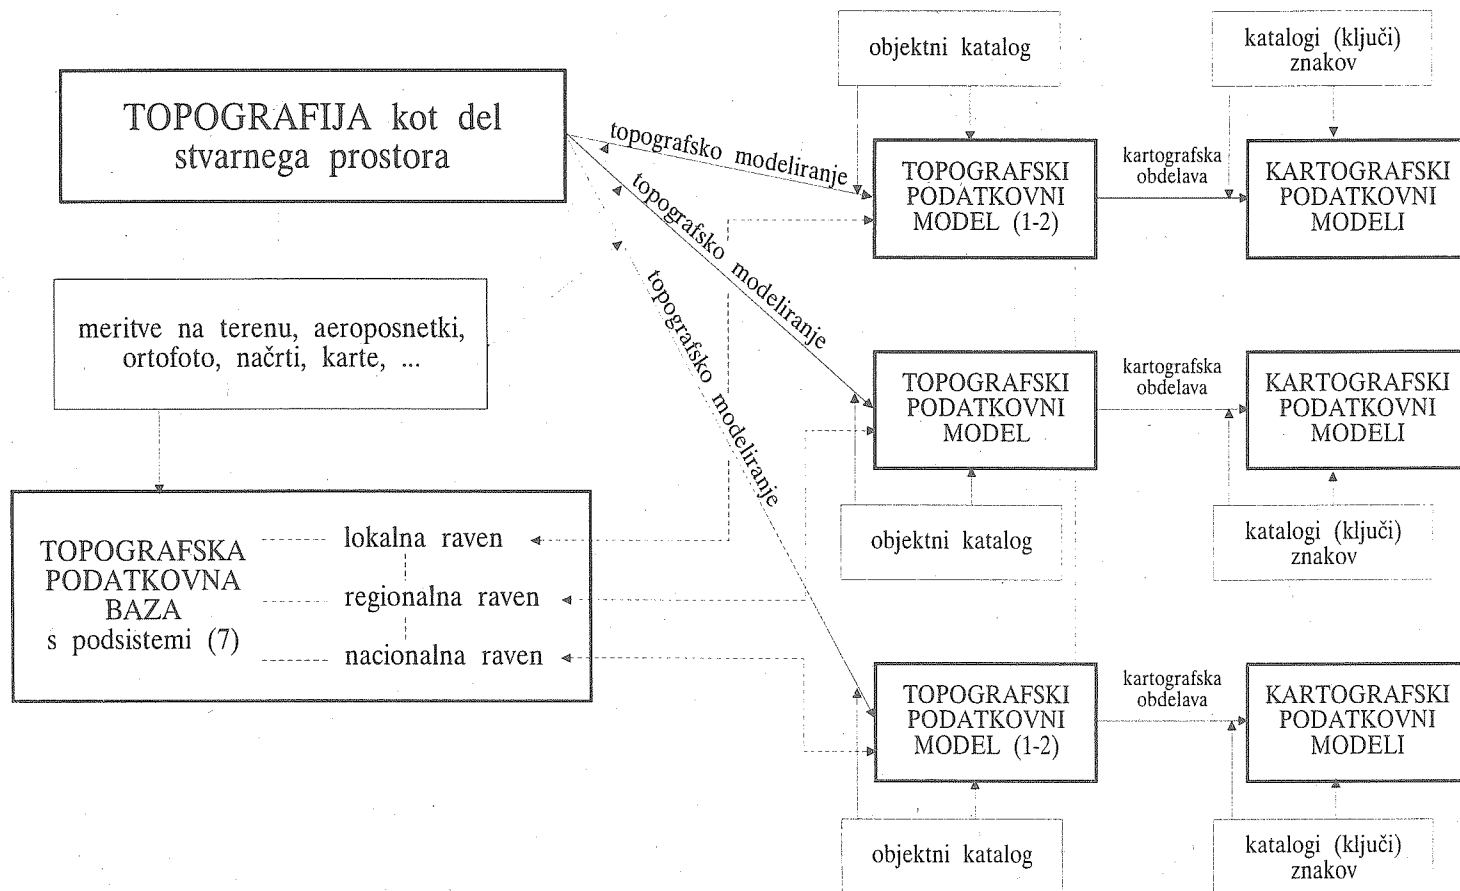 TOPOGRAFIJA kot del
stvarnega prostora
meritve na terenu, aeroposnetki,
ortofoto, načrti, karte, ...
TOPOGRAFSKA
PODATKOVNA
BAZA
s podsistemi (7)
lokalna raven
regionalna raven
nacionalna raven
topografsko modeliranje
topografsko modeliranje
topografsko modeliranje
objektni katalog
katalogi (ključi)
znakov
TOPOGRAFSKI
PODATKOVNI
MODEL (1-2)
kartografska
obdelava
KARTOGRAFSKI
PODATKOVNI
MODELI
TOPOGRAFSKI
PODATKOVNI
MODEL
kartografska
obdelava
KARTOGRAFSKI
PODATKOVNI
MODELI
objektni katalog
katalogi (ključi)
znakov
TOPOGRAFSKI
PODATKOVNI
MODEL (1-2)
kartografska
obdelava
KARTOGRAFSKI
PODATKOVNI
MODELI
objektni katalog
katalogi (ključi)
znakov